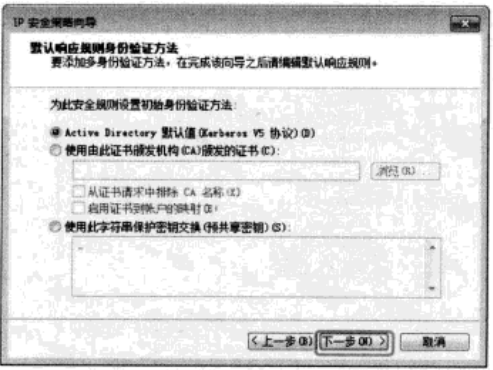 IP 安全策略向导
默认响应规则身份验证方法
要添加多身份验证方法，在完成该向导之后请编辑默认响应规则。
为此安全规则设置初始身份验证方法:
Active Directory 默认值(Kerberos V5 协议)(D)
使用由此证书颁发机构(CA)颁发的证书(C):
浏览(R)...
从证书请求中排除 CA 名称(X)
启用证书到帐户的映射(E)
使用此字符串保护密钥交换(预共享密钥)(S):
< 上一步(B) 下一步(N) > 取消